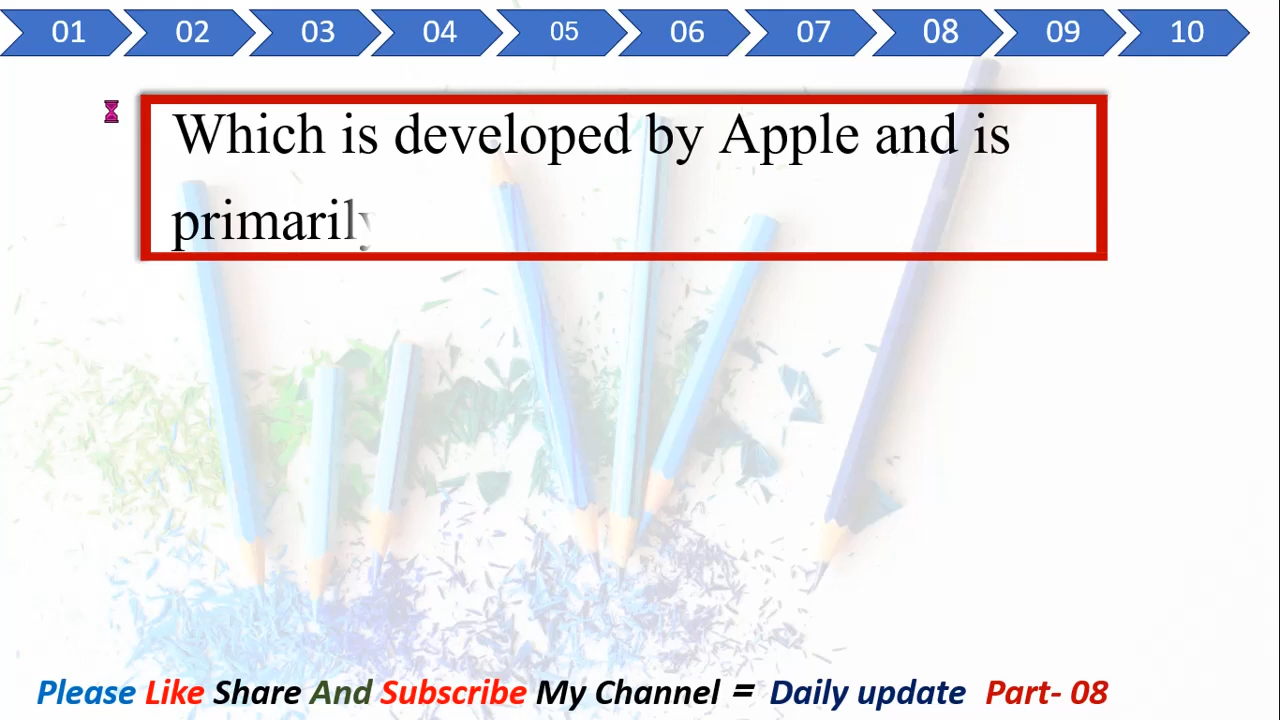 01 02 03 04 05 06 07 08 09 10
Which is developed by Apple and is
primarily
Please Like Share And Subscribe My Channel = Daily update Part- 08